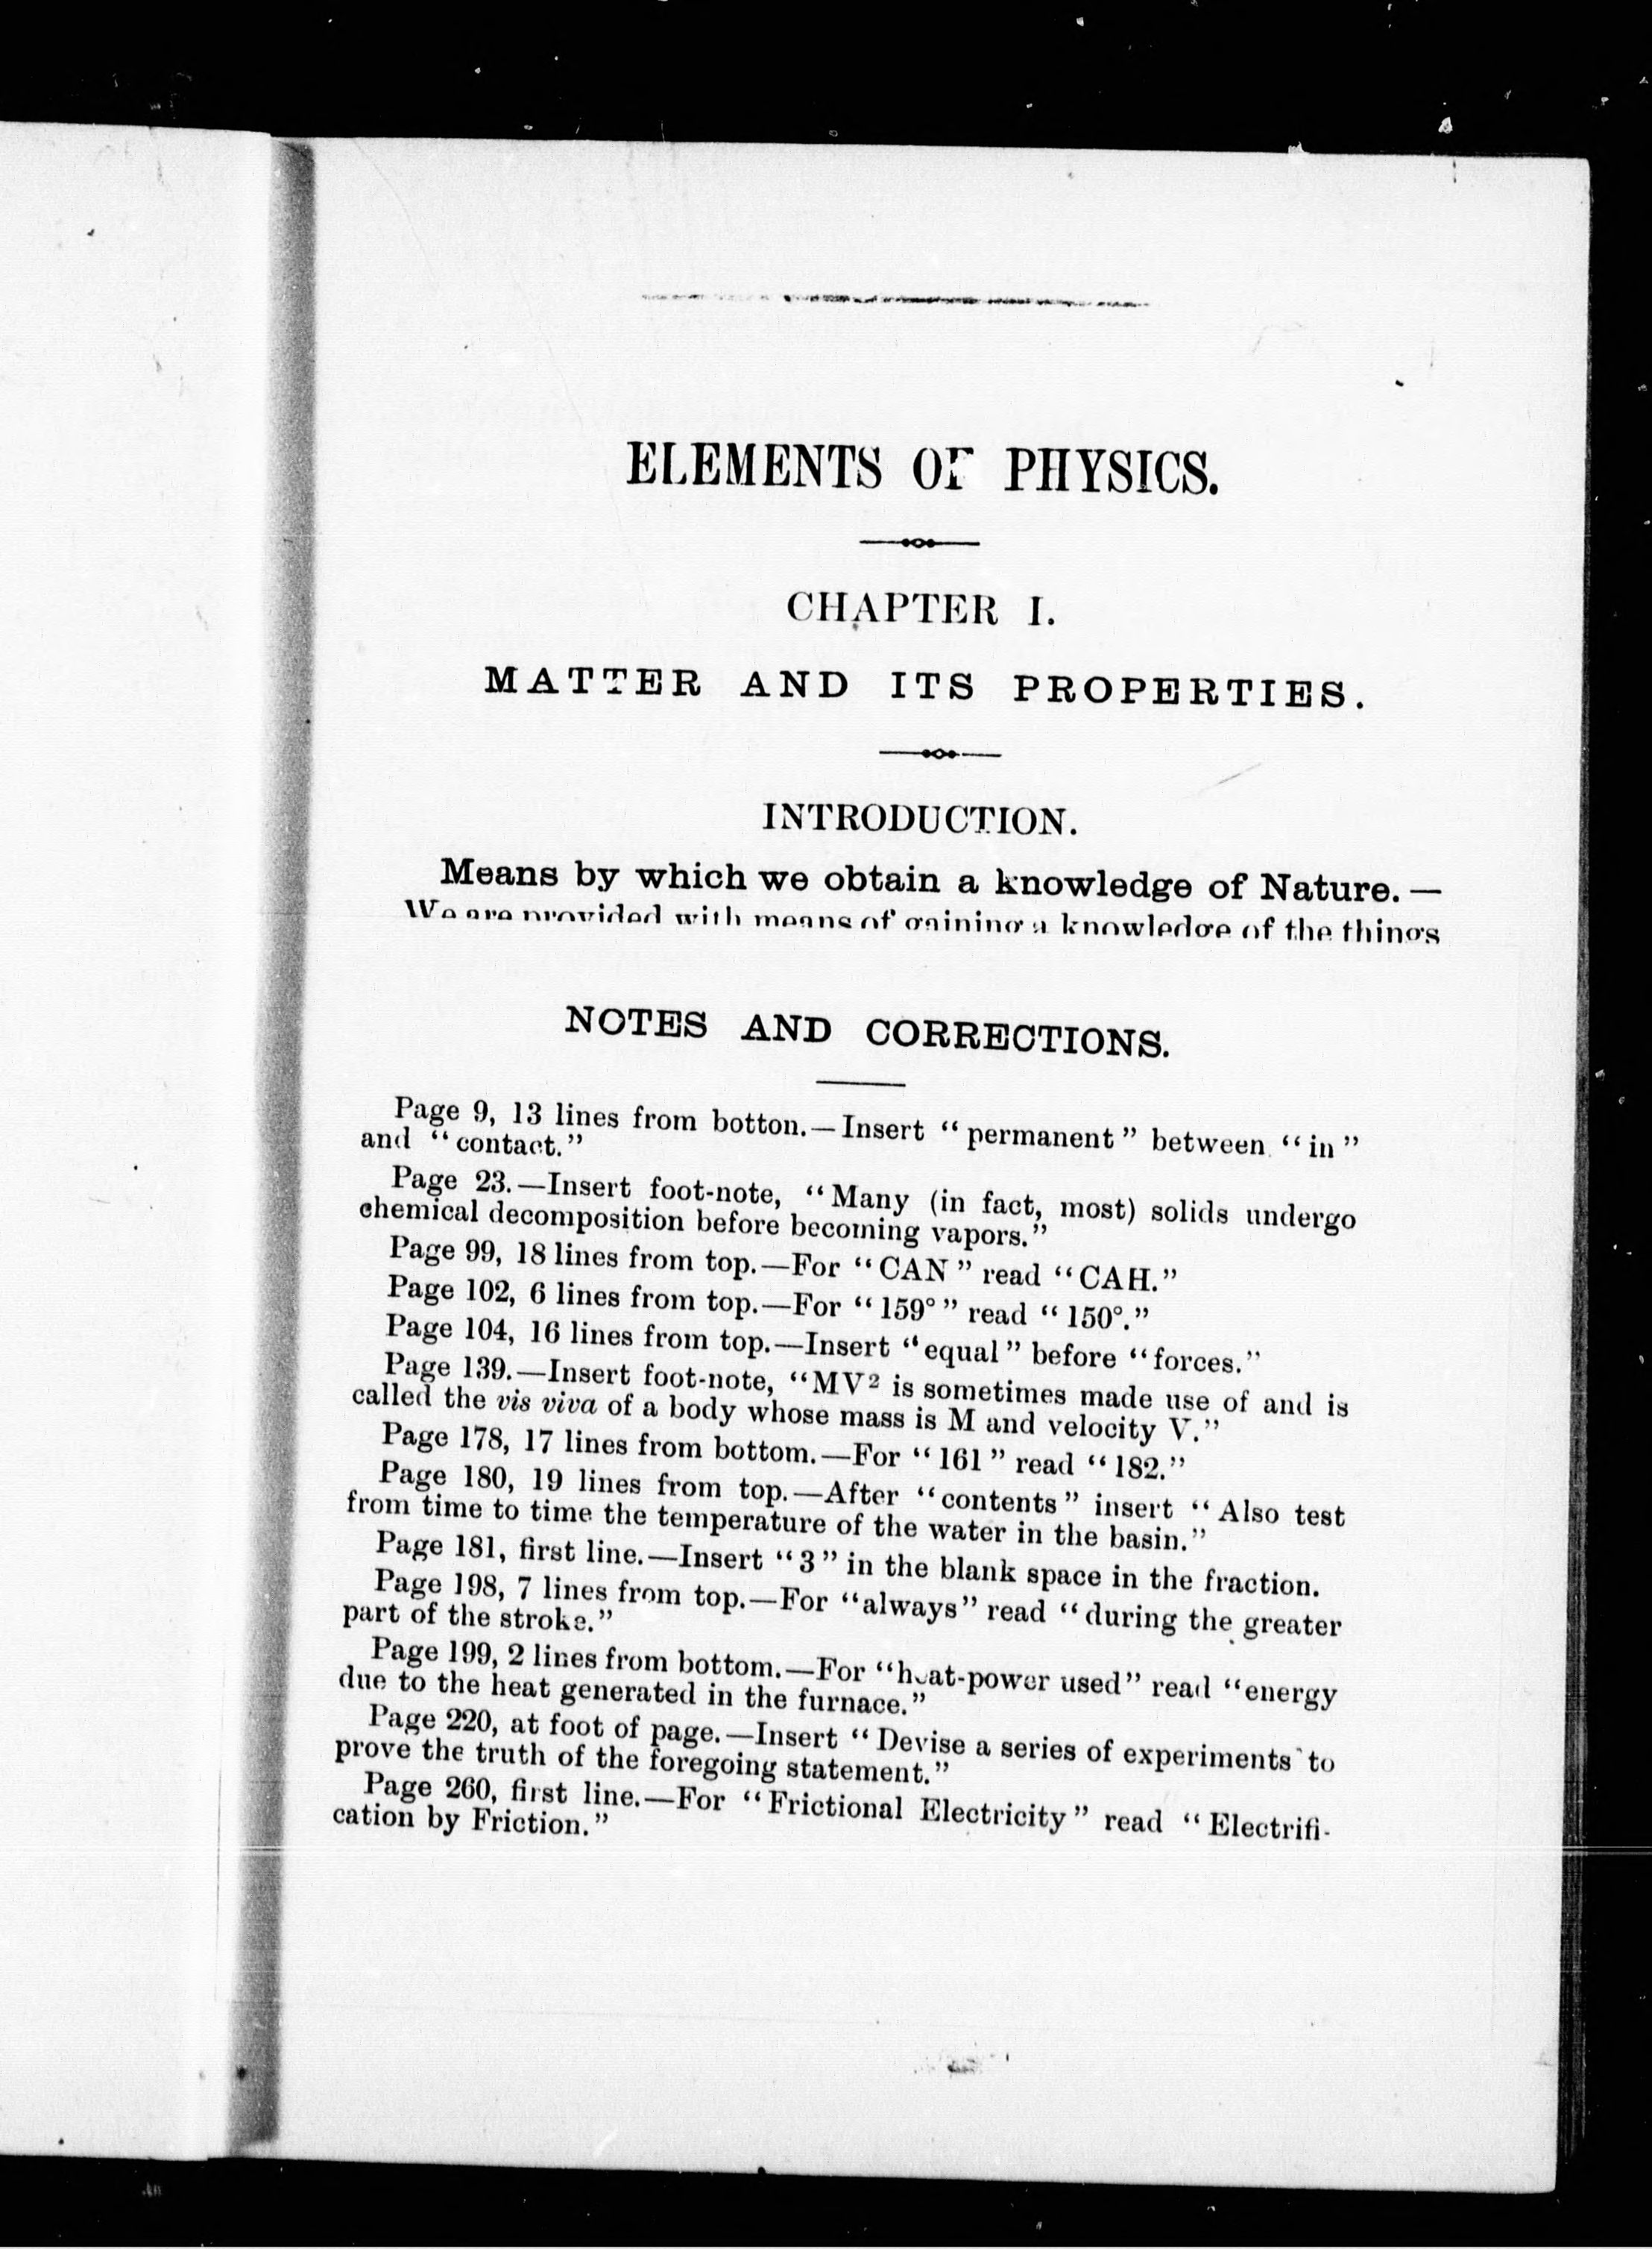 ELEMENTS OF PHYSICS.
CHAPTER I.
MATTER AND ITS PROPERTIES.
INTRODUCTION.
Means by which we obtain a knowledge of Nature.—
We are provided with means of gaining a knowledge of the things
NOTES AND CORRECTIONS.
Page 9, 13 lines from botton.—Insert “permanent” between “in”
and “contact.”
Page 23.—Insert foot-note, “Many (in fact, most) solids undergo
chemical decomposition before becoming vapors.”
Page 99, 18 lines from top.—For “CAN” read “CAH.”
Page 102, 6 lines from top.—For “159°” read “150°.”
Page 104, 16 lines from top.—Insert “equal” before “forces.”
Page 139.—Insert foot-note, “MV² is sometimes made use of and is
called the vis viva of a body whose mass is M and velocity V.”
Page 178, 17 lines from bottom.—For “161” read “182.”
Page 180, 19 lines from top.—After “contents” insert “Also test
from time to time the temperature of the water in the basin.”
Page 181, first line.—Insert “3” in the blank space in the fraction.
Page 198, 7 lines from top.—For “always” read “during the greater
part of the stroke.”
Page 199, 2 lines from bottom.—For “heat-power used” read “energy
due to the heat generated in the furnace.”
Page 220, at foot of page.—Insert “Devise a series of experiments to
prove the truth of the foregoing statement.”
Page 260, first line.—For “Frictional Electricity” read “Electrifi-
cation by Friction.”